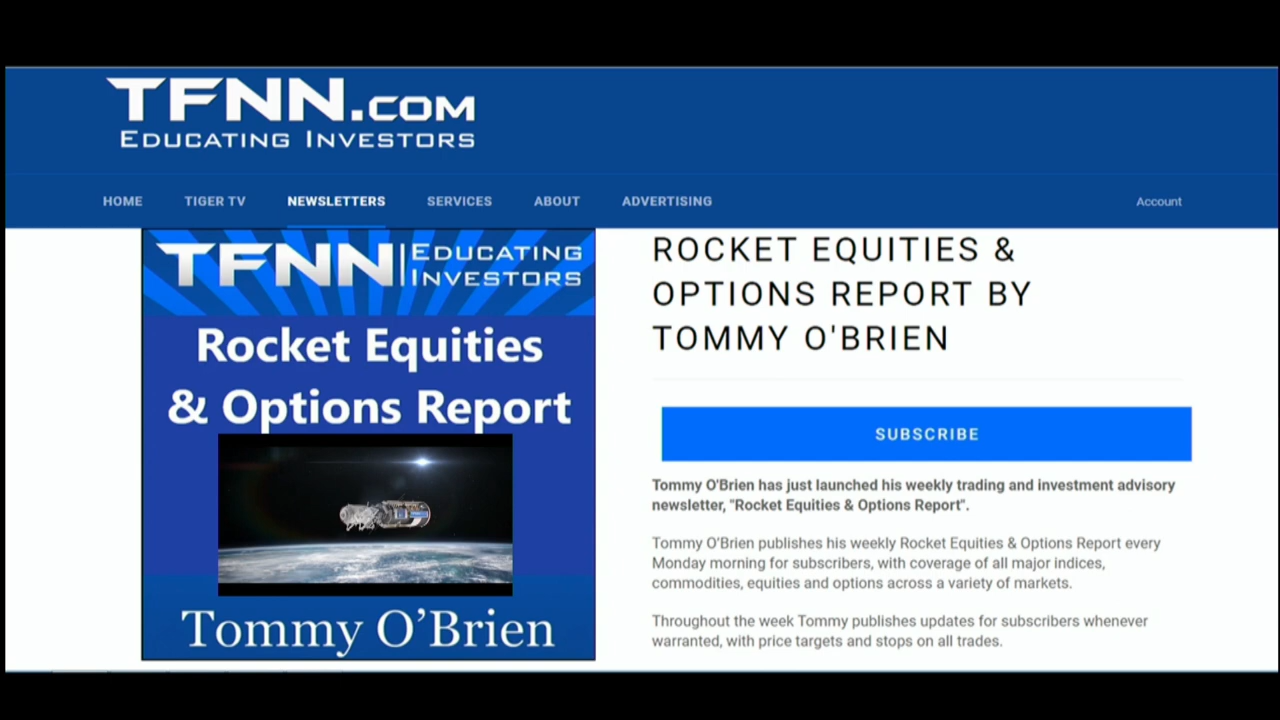 TFNN.COM
EDUCATING INVESTORS
HOME TIGER TV NEWSLETTERS SERVICES ABOUT ADVERTISING Account
TFNN EDUCATING
INVESTORS
Rocket Equities
& Options Report
Tommy O’Brien
ROCKET EQUITIES &
OPTIONS REPORT BY
TOMMY O'BRIEN
SUBSCRIBE
Tommy O'Brien has just launched his weekly trading and investment advisory
newsletter, "Rocket Equities & Options Report".
Tommy O'Brien publishes his weekly Rocket Equities & Options Report every
Monday morning for subscribers, with coverage of all major indices,
commodities, equities and options across a variety of markets.
Throughout the week Tommy publishes updates for subscribers whenever
warranted, with price targets and stops on all trades.